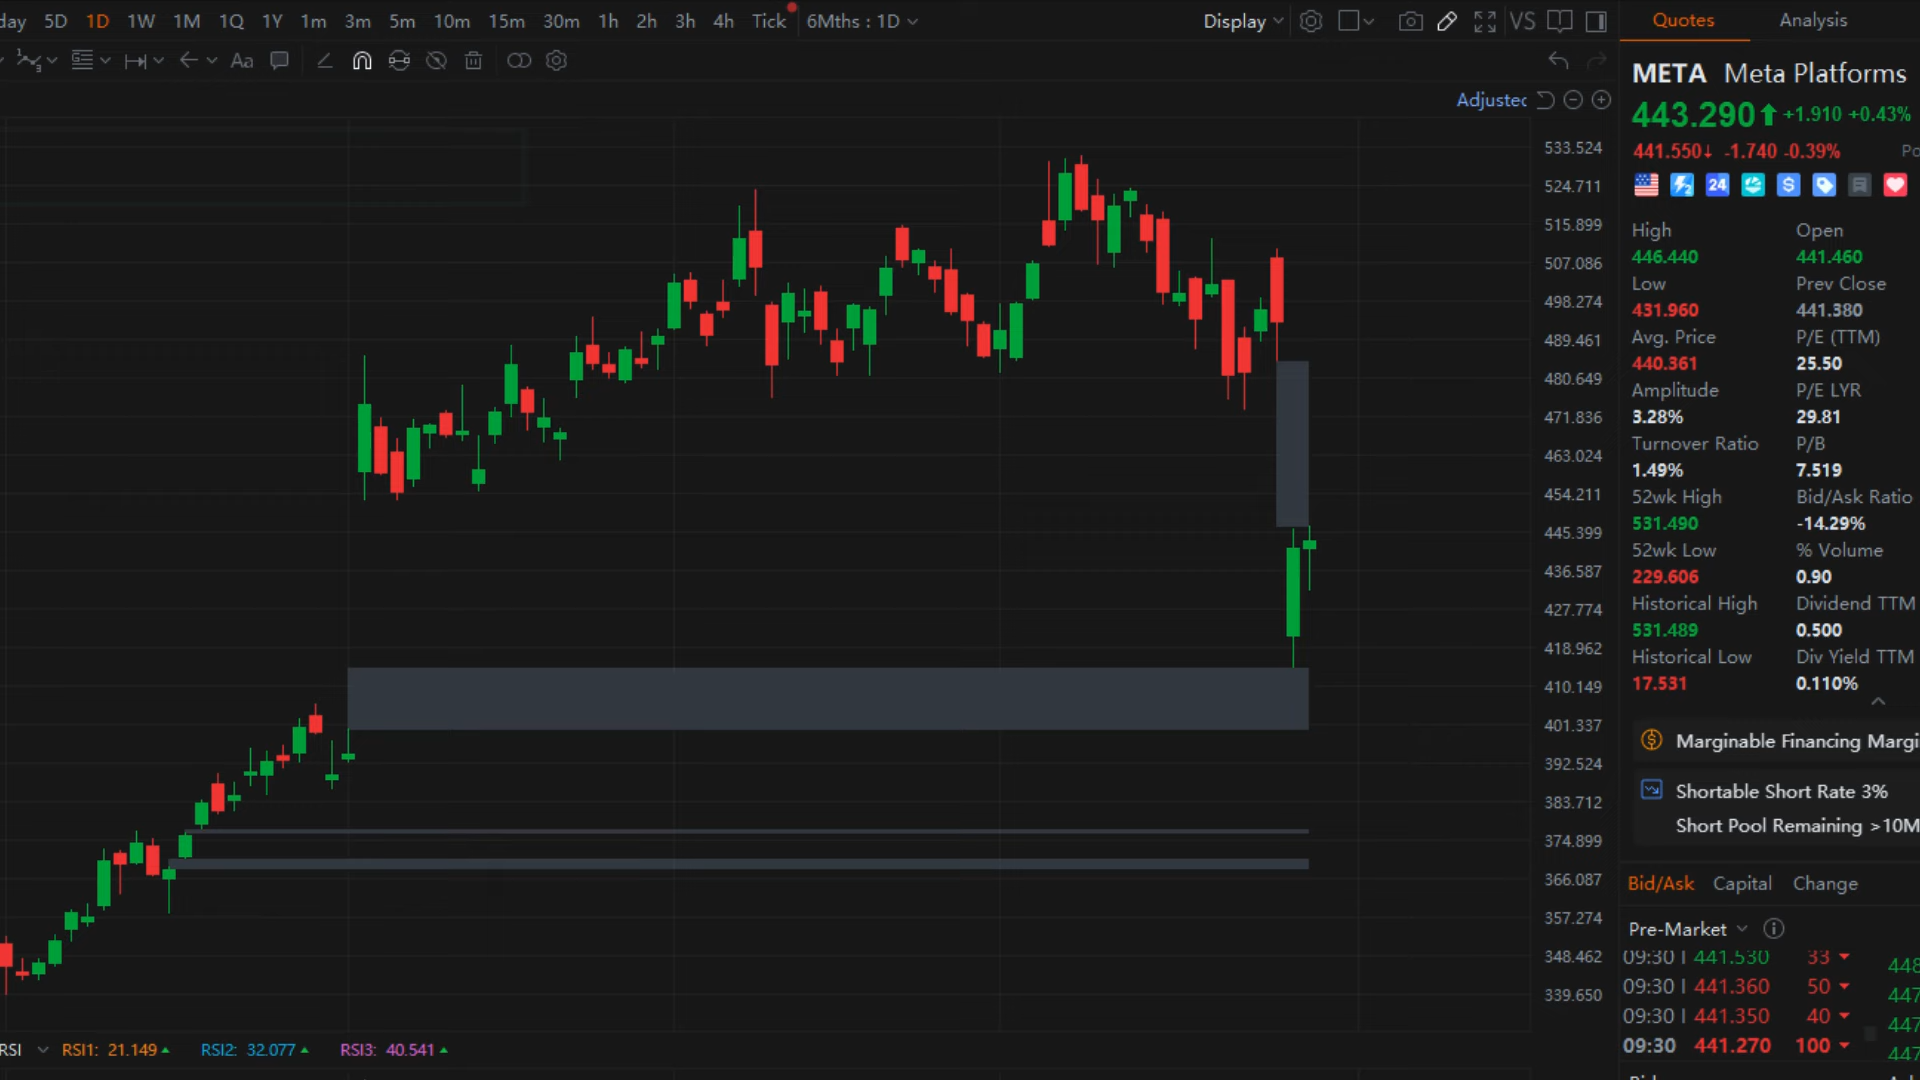 day 5D 1D 1W 1M 1Q 1Y 1m 3m 5m 10m 15m 30m 1h 2h 3h 4h Tick 6Mths : 1D Display VS
Quotes Analysis
Aa
META Meta Platforms
Adjusted
443.290 +1.910 +0.43%
441.550↓ -1.740 -0.39% Po
24
High Open
446.440 441.460
Low Prev Close
431.960 441.380
Avg. Price P/E (TTM)
440.361 25.50
Amplitude P/E LYR
3.28% 29.81
Turnover Ratio P/B
1.49% 7.519
52wk High Bid/Ask Ratio
531.490 -14.29%
52wk Low % Volume
229.606 0.90
Historical High Dividend TTM
531.489 0.500
Historical Low Div Yield TTM
17.531 0.110%
533.524
524.711
515.899
507.086
498.274
489.461
480.649
471.836
463.024
454.211
445.399
436.587
427.774
418.962
410.149
401.337
392.524
383.712
374.899
366.087
357.274
348.462
339.650
Marginable Financing Margi
Shortable Short Rate 3%
Short Pool Remaining >10M
Bid/Ask Capital Change
Pre-Market
09:30 441.530 33
09:30 441.360 50
09:30 441.350 40
09:30 441.270 100
448
447
447
447
RSI RSI1: 21.149 RSI2: 32.077 RSI3: 40.541